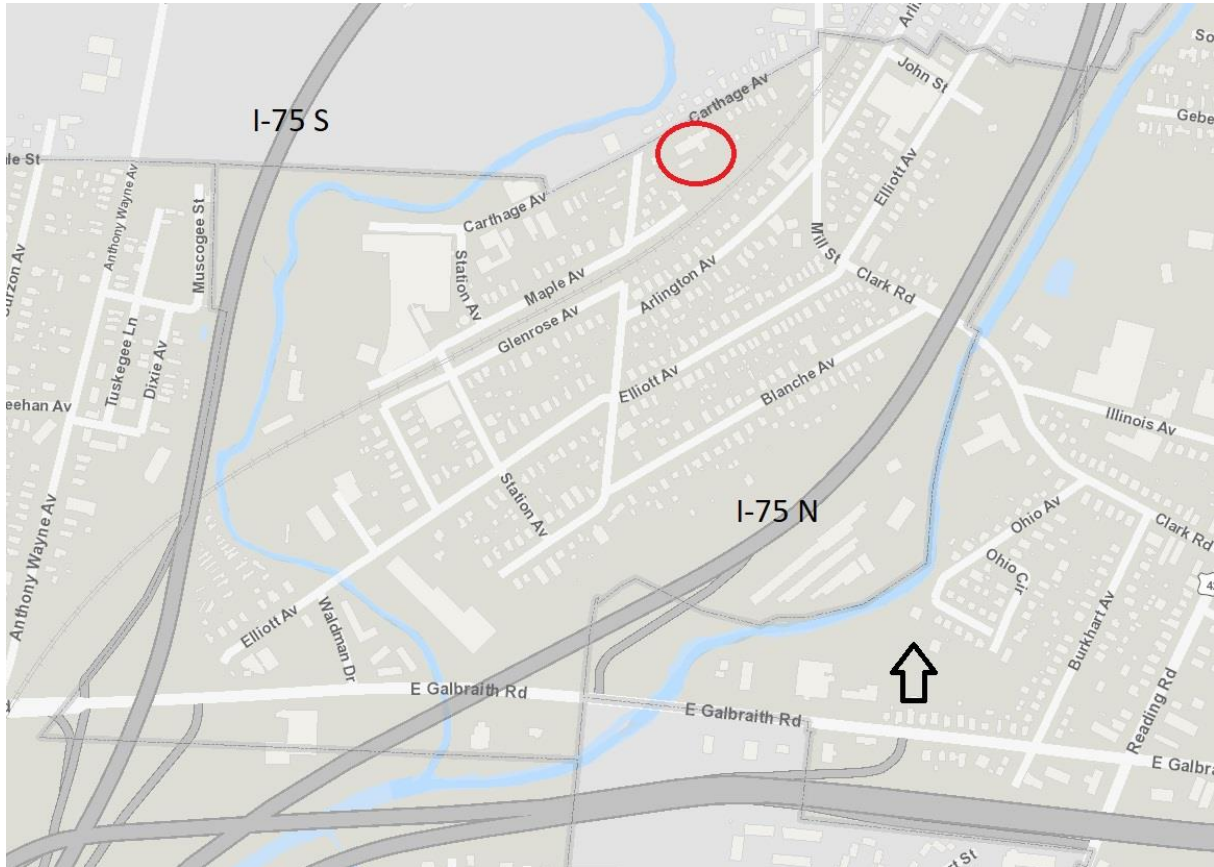 I-75 S
Carthage Av
John St
Elliott Av
Mill St
Clark Rd
Anthony Wayne Av
Muscogee St
Carthage Av
Station Av
Maple Av
Glenrose Av
Arlington Av
Tuskegee Ln
Dixie Av
Elliott Av
Blanche Av
Illinois Av
Anthony Wayne Av
Station Av
I-75 N
Ohio Av
Clark Rd
Ohio Cir
Burkhart Av
Elliott Av
Waldman Dr
Reading Rd
E Galbraith Rd
E Galbraith Rd